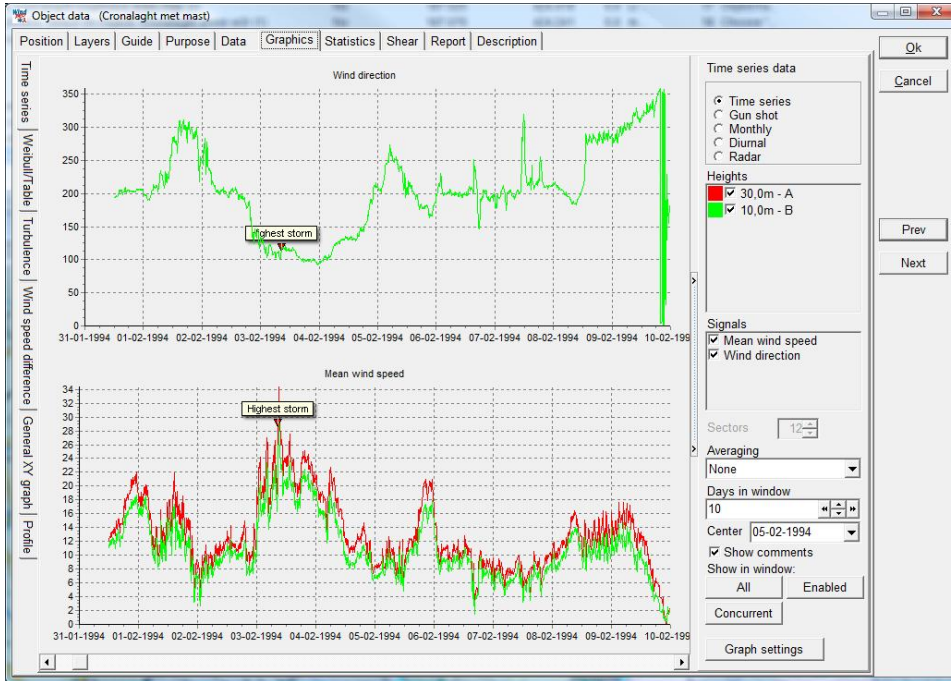 Object data (Cronalaght met mast)
Position Layers Guide Purpose Data Graphics Statistics Shear Report Description
Ok
Cancel
Prev
Next
Time series Weibull/Table Turbulence Wind speed difference General XY graph Profile
Wind direction
350
300
250
200
150
100
50
0
Highest storm
31-01-1994 01-02-1994 02-02-1994 03-02-1994 04-02-1994 05-02-1994 06-02-1994 07-02-1994 08-02-1994 09-02-1994 10-02-199
Mean wind speed
34
32
30
28
26
24
22
20
18
16
14
12
10
8
6
4
2
0
Highest storm
31-01-1994 01-02-1994 02-02-1994 03-02-1994 04-02-1994 05-02-1994 06-02-1994 07-02-1994 08-02-1994 09-02-1994 10-02-199
Time series data
Time series
Gun shot
Monthly
Diurnal
Radar
Heights
30,0m - A
10,0m - B
Signals
Mean wind speed
Wind direction
Sectors 12
Averaging
None
Days in window
10
Center 05-02-1994
Show comments
Show in window:
All Enabled
Concurrent
Graph settings